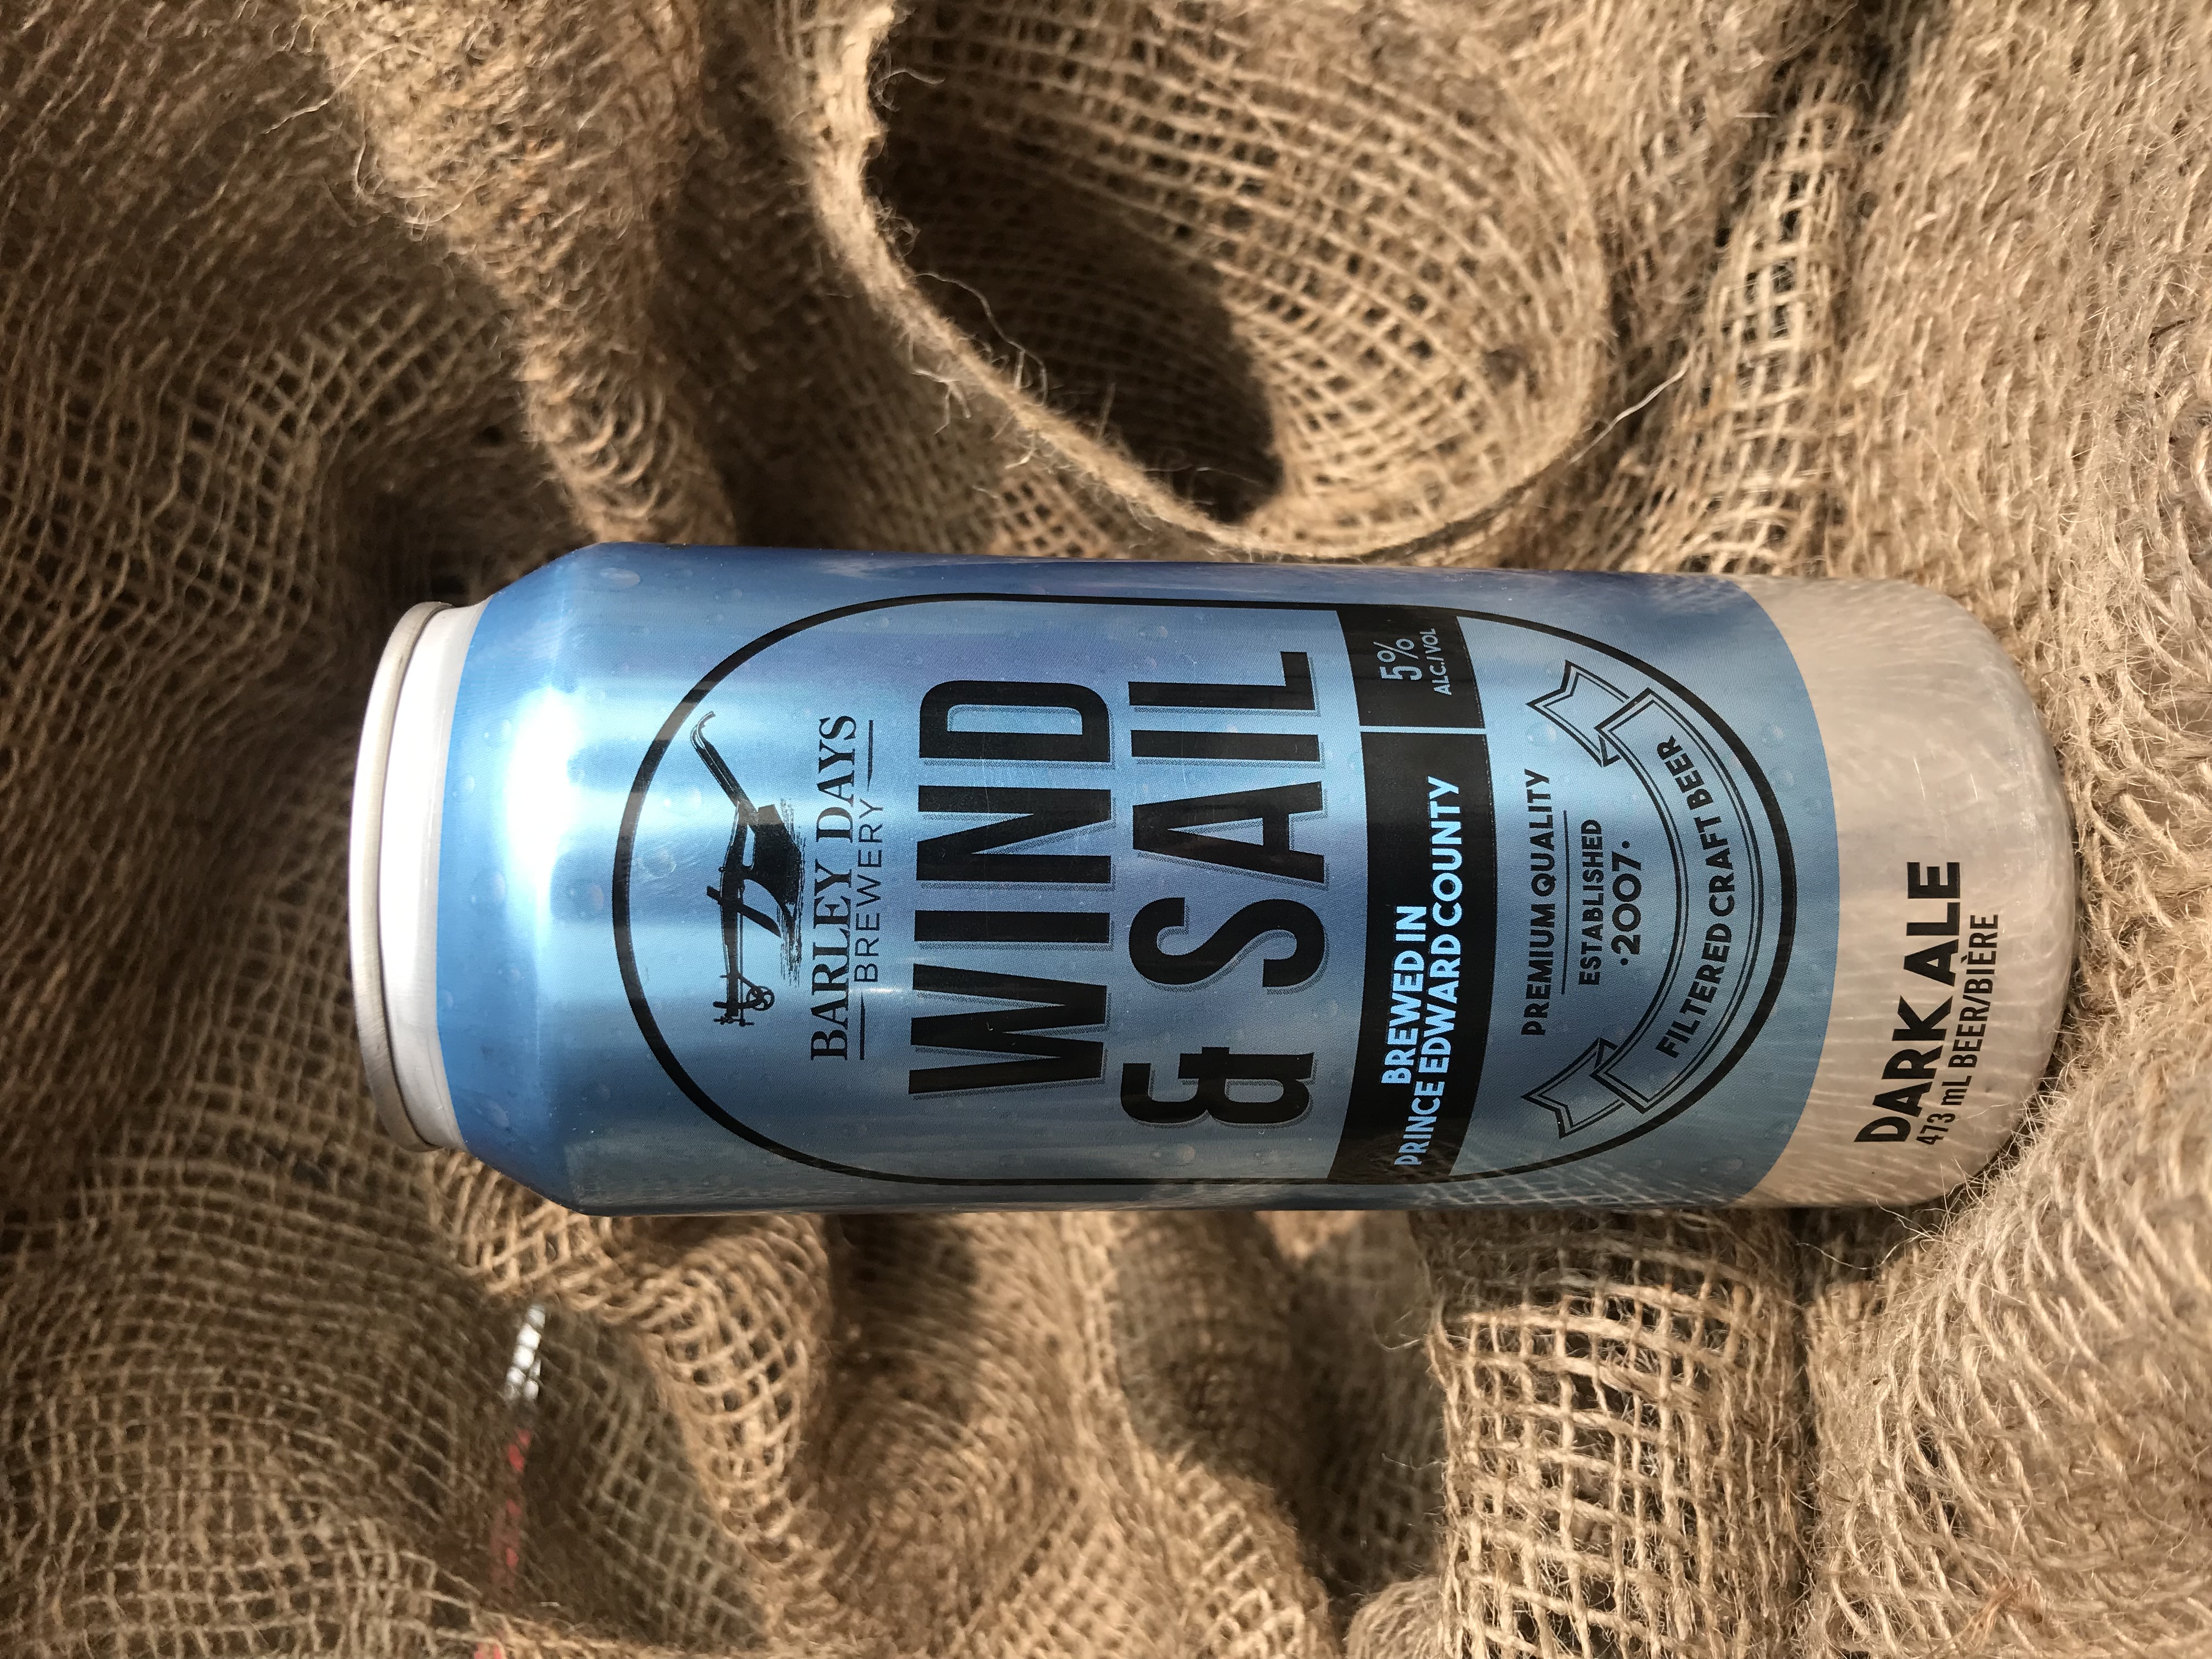 BARLEY DAYS
BREWERY
WIND
& SAIL
BREWED IN
PRINCE EDWARD COUNTY
5%
ALC./VOL
PREMIUM QUALITY
ESTABLISHED
·2007·
FILTERED CRAFT BEER
DARK ALE
473 mL BEER/BIÈRE